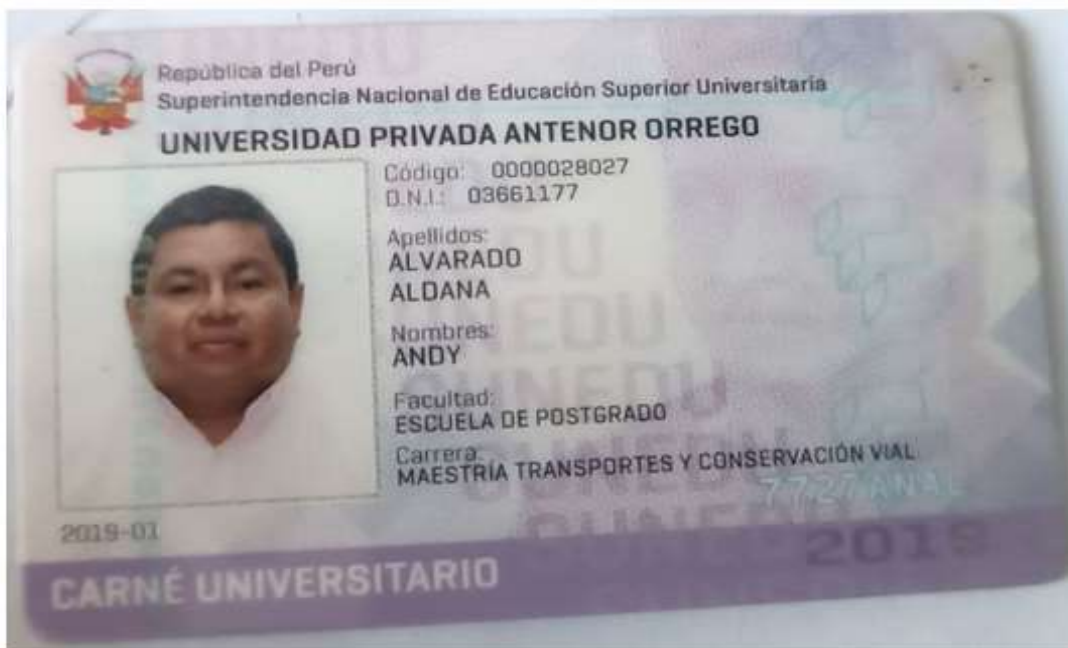 República del Perú
Superintendencia Nacional de Educación Superior Universitaria
UNIVERSIDAD PRIVADA ANTENOR ORREGO
Código: 0000028027
D.N.I.: 03661177
Apellidos:
ALVARADO
ALDANA
Nombres:
ANDY
Facultad:
ESCUELA DE POSTGRADO
Carrera:
MAESTRÍA TRANSPORTES Y CONSERVACIÓN VIAL
2019-01
2019
CARNÉ UNIVERSITARIO